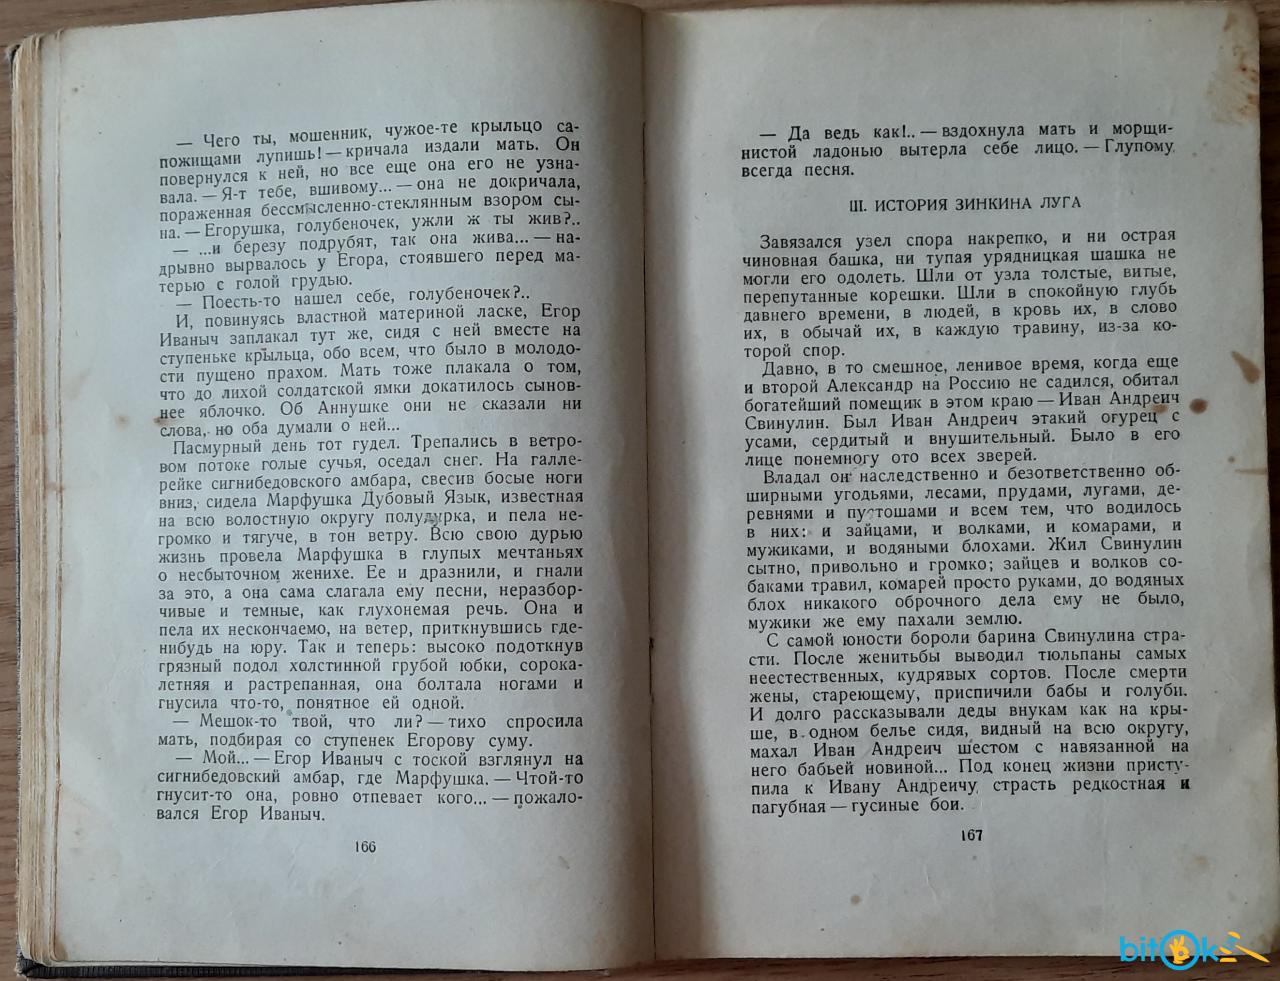 — Чего ты, мошенник, чужое-те крыльцо са-
пожищами лупишь! — кричала издали мать. Он
повернулся к ней, но все еще она его не узна-
вала. — Я-т тебе, вшивому... — она не докричала,
пораженная бессмысленно-стеклянным взором сы-
на. — Егорушка, голубеночек, ужли ж ты жив?..
— ...и березу подрубят, так она жива... — на-
дрывно вырвалось у Егора, стоявшего перед ма-
терью с голой грудью.
— Поесть-то нашел себе, голубеночек?..
И, повинуясь властной материной ласке, Егор
Иваныч заплакал тут же, сидя с ней вместе на
ступеньке крыльца, обо всем, что было в молодо-
сти пущено прахом. Мать тоже плакала о том,
что до лихой солдатской ямки докатилось сынов-
нее яблочко. Об Аннушке они не сказали ни
слова, но оба думали о ней...
Пасмурный день тот гудел. Трепались в ветро-
вом потоке голые сучья, оседал снег. На галле-
рейке сигнибедовского амбара, свесив босые ноги
вниз, сидела Марфушка Дубовый Язык, известная
на всю волостную округу полудурка, и пела не-
громко и тягуче, в тон ветру. Всю свою дурью
жизнь провела Марфушка в глупых мечтаньях
о несбыточном женихе. Ее и дразнили, и гнали
за это, а она сама слагала ему песни, неразбор-
чивые и темные, как глухонемая речь. Она и
пела их нескончаемо, на ветер, приткнувшись где-
нибудь на юру. Так и теперь: высоко подоткнув
грязный подол холстинной грубой юбки, сорока-
летняя и растрепанная, она болтала ногами и
гнусила что-то, понятное ей одной.
— Мешок-то твой, что ли? — тихо спросила
мать, подбирая со ступенек Егорову суму.
— Мой... — Егор Иваныч с тоской взглянул на
сигнибедовский амбар, где Марфушка. — Чтой-то
гнусит-то она, ровно отпевает кого... — пожало-
вался Егор Иваныч.
166
— Да ведь как!.. — вздохнула мать и морщи-
нистой ладонью вытерла себе лицо. — Глупому
всегда песня.
III. ИСТОРИЯ ЗИНКИНА ЛУГА
Завязался узел спора накрепко, и ни острая
чиновная башка, ни тупая урядницкая шашка не
могли его одолеть. Шли от узла толстые, витые,
перепутанные корешки. Шли в спокойную глубь
давнего времени, в людей, в кровь их, в слово
их, в обычай их, в каждую травину, из-за ко-
торой спор.
Давно, в то смешное, ленивое время, когда еще
и второй Александр на Россию не садился, обитал
богатейший помещик в этом краю — Иван Андреич
Свинулин. Был Иван Андреич этакий огурец с
усами, сердитый и внушительный. Было в его
лице понемногу ото всех зверей.
Владал он наследственно и безответственно об-
ширными угодьями, лесами, прудами, лугами, де-
ревнями и пустошами и всем тем, что водилось
в них: и зайцами, и волками, и комарами, и
мужиками, и водяными блохами. Жил Свинулин
сытно, привольно и громко; зайцев и волков со-
баками травил, комарей просто руками, до водяных
блох никакого оброчного дела ему не было,
мужики же ему пахали землю.
С самой юности бороли барина Свинулина стра-
сти. После женитьбы выводил тюльпаны самых
неестественных, кудрявых сортов. После смерти
жены, стареющему, приспичили бабы и голуби.
И долго рассказывали деды внукам как на кры-
ше, в одном белье сидя, видный на всю округу,
махал Иван Андреич шестом с навязанной на
него бабьей новиной... Под конец жизни присту-
пила к Ивану Андреичу страсть редкостная и
пагубная — гусиные бои.
167
bitok